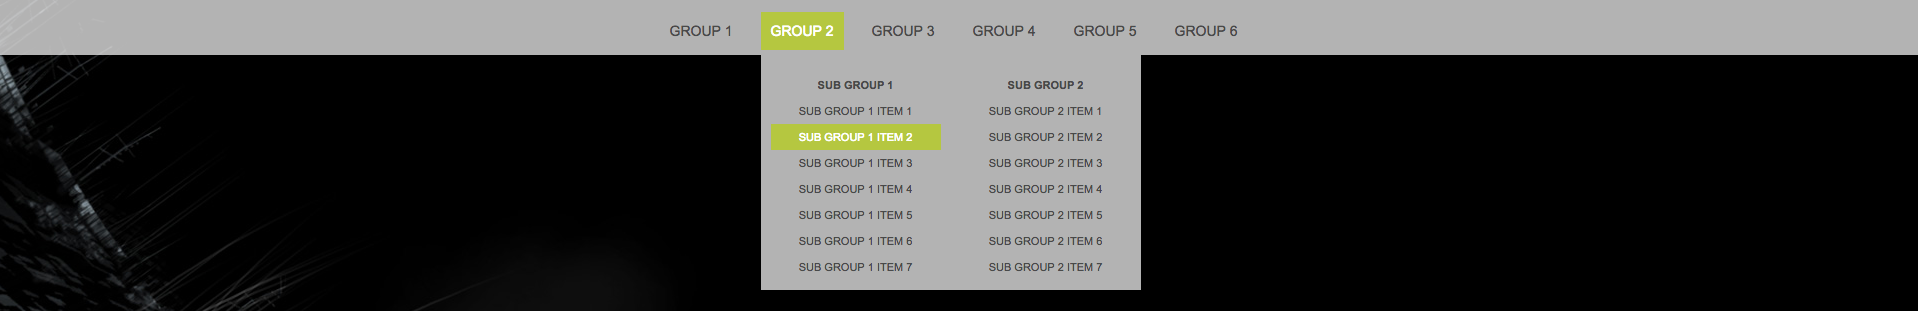 GROUP 1 GROUP 2 GROUP 3 GROUP 4 GROUP 5 GROUP 6
SUB GROUP 1
SUB GROUP 1 ITEM 1
SUB GROUP 1 ITEM 2
SUB GROUP 1 ITEM 3
SUB GROUP 1 ITEM 4
SUB GROUP 1 ITEM 5
SUB GROUP 1 ITEM 6
SUB GROUP 1 ITEM 7
SUB GROUP 2
SUB GROUP 2 ITEM 1
SUB GROUP 2 ITEM 2
SUB GROUP 2 ITEM 3
SUB GROUP 2 ITEM 4
SUB GROUP 2 ITEM 5
SUB GROUP 2 ITEM 6
SUB GROUP 2 ITEM 7